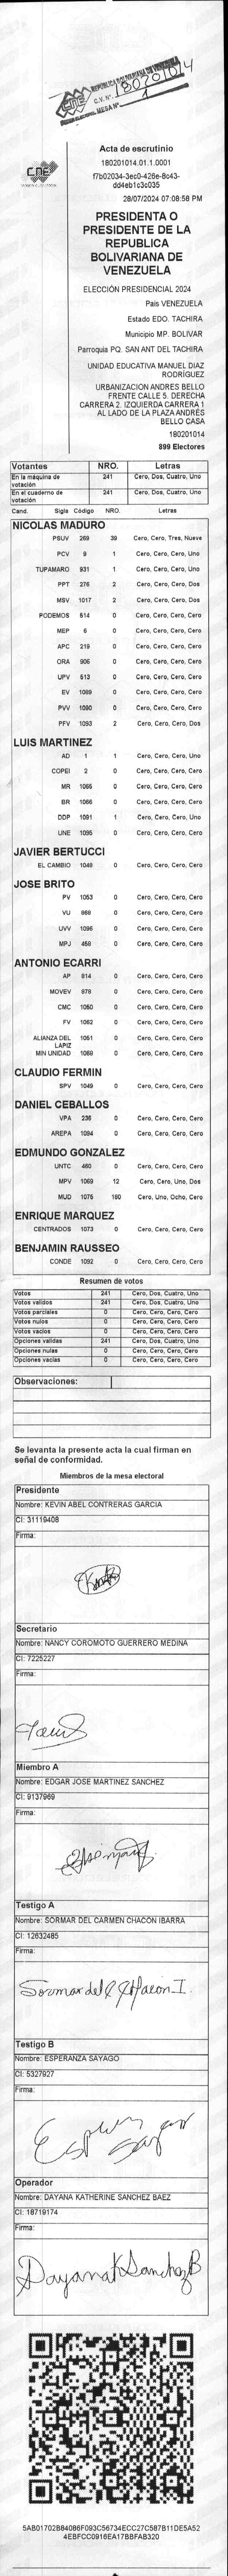 REPÚBLICA BOLIVARIANA DE VENEZUELA
CNE
C.V. N°. 180201014
MESA N° 1
CNE
Acta de escrutinio
180201014.01.1.0001
f7b02034-3ec0-426e-8c43-
dd4eb1c3c035
28/07/2024 07:08:58 PM
PRESIDENTA O
PRESIDENTE DE LA
REPUBLICA
BOLIVARIANA DE
VENEZUELA
ELECCIÓN PRESIDENCIAL 2024
Pais VENEZUELA
Estado EDO. TACHIRA
Municipio MP. BOLIVAR
Parroquia PQ. SAN ANT DEL TACHIRA
UNIDAD EDUCATIVA MANUEL DIAZ
RODRÍGUEZ
URBANIZACION ANDRES BELLO
FRENTE CALLE 5. DERECHA
CARRERA 2. IZQUIERDA CARRERA 1
AL LADO DE LA PLAZA ANDRÉS
BELLO CASA
180201014
899 Electores
Votantes NRO. Letras
En la máquina de votación 241 Cero, Dos, Cuatro, Uno
En el cuaderno de votación 241 Cero, Dos, Cuatro, Uno
Cand. Sigla Código NRO. Letras
NICOLAS MADURO
PSUV 269 39 Cero, Cero, Tres, Nueve
PCV 9 1 Cero, Cero, Cero, Uno
TUPAMARO 931 1 Cero, Cero, Cero, Uno
PPT 276 2 Cero, Cero, Cero, Dos
MSV 1017 2 Cero, Cero, Cero, Dos
PODEMOS 514 0 Cero, Cero, Cero, Cero
MEP 6 0 Cero, Cero, Cero, Cero
APC 219 0 Cero, Cero, Cero, Cero
ORA 906 0 Cero, Cero, Cero, Cero
UPV 513 0 Cero, Cero, Cero, Cero
EV 1089 0 Cero, Cero, Cero, Cero
PVV 1090 0 Cero, Cero, Cero, Cero
PFV 1093 2 Cero, Cero, Cero, Dos
LUIS MARTINEZ
AD 1 1 Cero, Cero, Cero, Uno
COPEI 2 0 Cero, Cero, Cero, Cero
MR 1065 0 Cero, Cero, Cero, Cero
BR 1066 0 Cero, Cero, Cero, Cero
DDP 1091 1 Cero, Cero, Cero, Uno
UNE 1095 0 Cero, Cero, Cero, Cero
JAVIER BERTUCCI
EL CAMBIO 1048 0 Cero, Cero, Cero, Cero
JOSE BRITO
PV 1053 0 Cero, Cero, Cero, Cero
VU 868 0 Cero, Cero, Cero, Cero
UVV 1096 0 Cero, Cero, Cero, Cero
MPJ 458 0 Cero, Cero, Cero, Cero
ANTONIO ECARRI
AP 814 0 Cero, Cero, Cero, Cero
MOVEV 878 0 Cero, Cero, Cero, Cero
CMC 1050 0 Cero, Cero, Cero, Cero
FV 1062 0 Cero, Cero, Cero, Cero
ALIANZA DEL LAPIZ 1051 0 Cero, Cero, Cero, Cero
MIN UNIDAD 1068 0 Cero, Cero, Cero, Cero
CLAUDIO FERMIN
SPV 1049 0 Cero, Cero, Cero, Cero
DANIEL CEBALLOS
VPA 236 0 Cero, Cero, Cero, Cero
AREPA 1094 0 Cero, Cero, Cero, Cero
EDMUNDO GONZALEZ
UNTC 460 0 Cero, Cero, Cero, Cero
MPV 1069 12 Cero, Cero, Uno, Dos
MUD 1075 180 Cero, Uno, Ocho, Cero
ENRIQUE MARQUEZ
CENTRADOS 1073 0 Cero, Cero, Cero, Cero
BENJAMIN RAUSSEO
CONDE 1092 0 Cero, Cero, Cero, Cero
Resumen de votos
Votos 241 Cero, Dos, Cuatro, Uno
Votos validos 241 Cero, Dos, Cuatro, Uno
Votos parciales 0 Cero, Cero, Cero, Cero
Votos nulos 0 Cero, Cero, Cero, Cero
Votos vacios 0 Cero, Cero, Cero, Cero
Opciones validas 241 Cero, Dos, Cuatro, Uno
Opciones nulas 0 Cero, Cero, Cero, Cero
Opciones vacias 0 Cero, Cero, Cero, Cero
Observaciones:
Se levanta la presente acta la cual firman en
señal de conformidad.
Miembros de la mesa electoral
Presidente
Nombre: KEVIN ABEL CONTRERAS GARCIA
CI: 31119408
Firma:
Secretario
Nombre: NANCY COROMOTO GUERRERO MEDINA
CI: 7225227
Firma:
Miembro A
Nombre: EDGAR JOSE MARTINEZ SANCHEZ
CI: 9137969
Firma:
Testigo A
Nombre: SORMAR DEL CARMEN CHACÓN IBARRA
CI: 12632485
Firma:
Sormar del C Chacon I.
Testigo B
Nombre: ESPERANZA SAYAGO
CI: 5327927
Firma:
Operador
Nombre: DAYANA KATHERINE SANCHEZ BAEZ
CI: 18719174
Firma:
Dayana K Sanchez B
5AB01702B84086F093C56734ECC27C587B11DE5A52
4EBFCC0916EA17BBFAB320